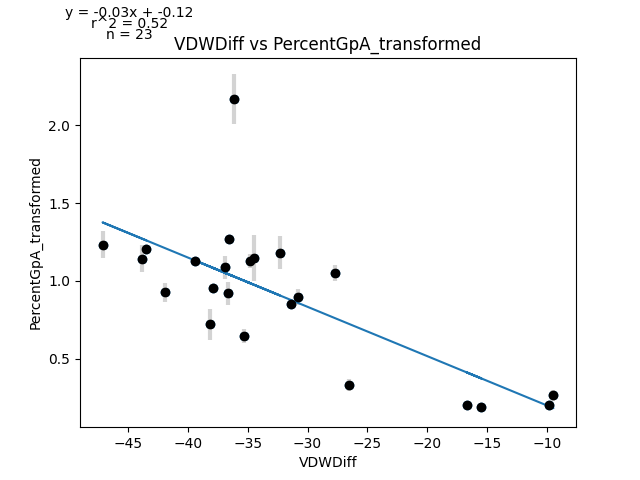 y = -0.03x + -0.12
r^2 = 0.52
n = 23
VDWDiff vs PercentGpA_transformed
PercentGpA_transformed
2.0
1.5
1.0
0.5
−45
−40
−35
−30
−25
−20
−15
−10
VDWDiff